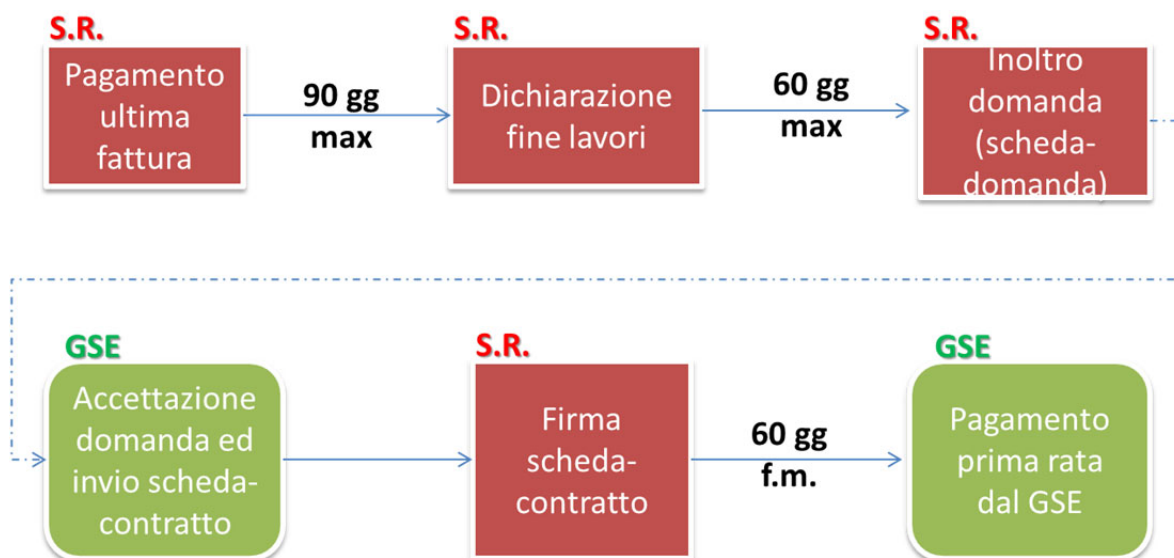 S.R.
Pagamento
ultima
fattura
90 gg
max
S.R.
Dichiarazione
fine lavori
60 gg
max
S.R.
Inoltro
domanda
(scheda-
domanda)
GSE
Accettazione
domanda ed
invio scheda-
contratto
S.R.
Firma
scheda-
contratto
60 gg
f.m.
GSE
Pagamento
prima rata
dal GSE